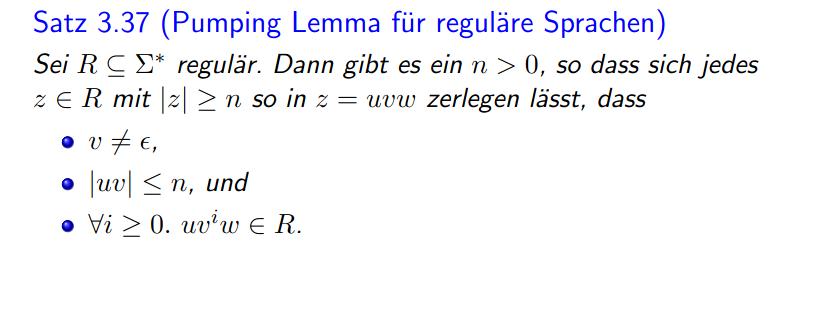 Satz 3.37 (Pumping Lemma für reguläre Sprachen)
Sei R ⊆ Σ* regulär. Dann gibt es ein n > 0, so dass sich jedes
z ∈ R mit |z| ≥ n so in z = uvw zerlegen lässt, dass
• v ≠ ϵ,
• |uv| ≤ n, und
• ∀i ≥ 0. uvⁱw ∈ R.